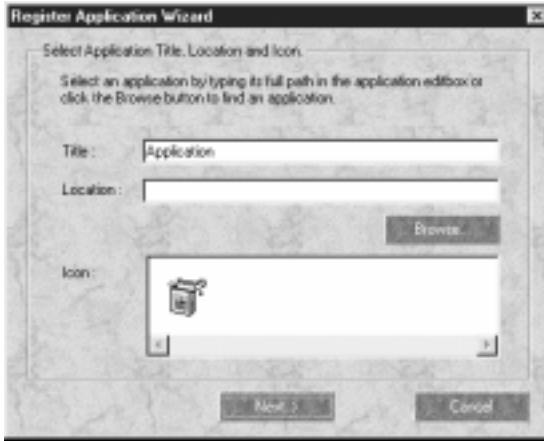 Register Application Wizard
Select Application Title, Location and Icon.
Select an application by typing its full path in the application editbox or
click the Browse button to find an application.
Title :
Application
Location :
Browse...
Icon :
Next >
Cancel